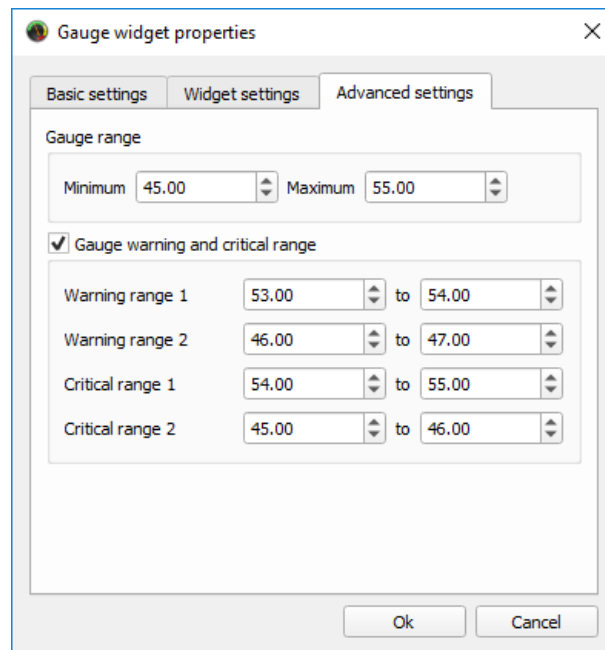 Gauge widget properties
Basic settings Widget settings Advanced settings
Gauge range
Minimum 45.00 Maximum 55.00
Gauge warning and critical range
Warning range 1 53.00 to 54.00
Warning range 2 46.00 to 47.00
Critical range 1 54.00 to 55.00
Critical range 2 45.00 to 46.00
Ok Cancel